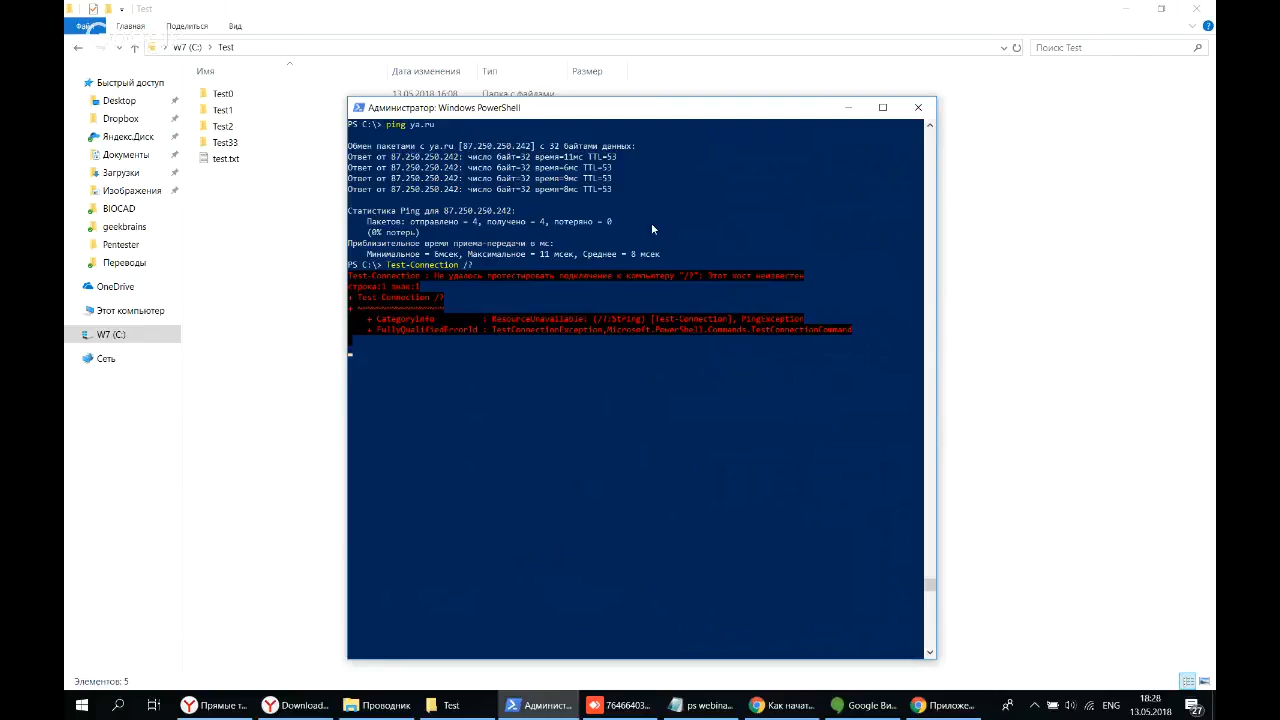 Test
Файл
Главная
Поделиться
Вид
W7 (C:) › Test
Поиск: Test
Имя
Дата изменения
Тип
Размер
Быстрый доступ
Desktop
Dropbox
Яндекс.Диск
Документы
Загрузки
Изображения
BIOCAD
geekbrains
Pentester
Переводы
OneDrive
Этот компьютер
W7 (C:)
Сеть
Test0
13.05.2018 16:08
Папка с файлами
Test1
Test2
Test33
test.txt
Администратор: Windows PowerShell
PS C:\> ping ya.ru
Обмен пакетами с ya.ru [87.250.250.242] с 32 байтами данных:
Ответ от 87.250.250.242: число байт=32 время=11мс TTL=53
Ответ от 87.250.250.242: число байт=32 время=6мс TTL=53
Ответ от 87.250.250.242: число байт=32 время=9мс TTL=53
Ответ от 87.250.250.242: число байт=32 время=8мс TTL=53
Статистика Ping для 87.250.250.242:
Пакетов: отправлено = 4, получено = 4, потеряно = 0
(0% потерь)
Приблизительное время приема-передачи в мс:
Минимальное = 6мсек, Максимальное = 11 мсек, Среднее = 8 мсек
PS C:\> Test-Connection /?
Test-Connection : Не удалось протестировать подключение к компьютеру "/?": Этот хост неизвестен
строка:1 знак:1
+ Test-Connection /?
+ ~~~~~~~~~~~~~~~~~~
+ CategoryInfo : ResourceUnavailable: (/?:String) [Test-Connection], PingException
+ FullyQualifiedErrorId : TestConnectionException,Microsoft.PowerShell.Commands.TestConnectionCommand
Элементов: 5
Прямые т...
Download...
Проводник
Test
Админист...
76466403...
ps webina...
Как начат...
Google Ви...
Приложе...
ENG
18:28
13.05.2018
27